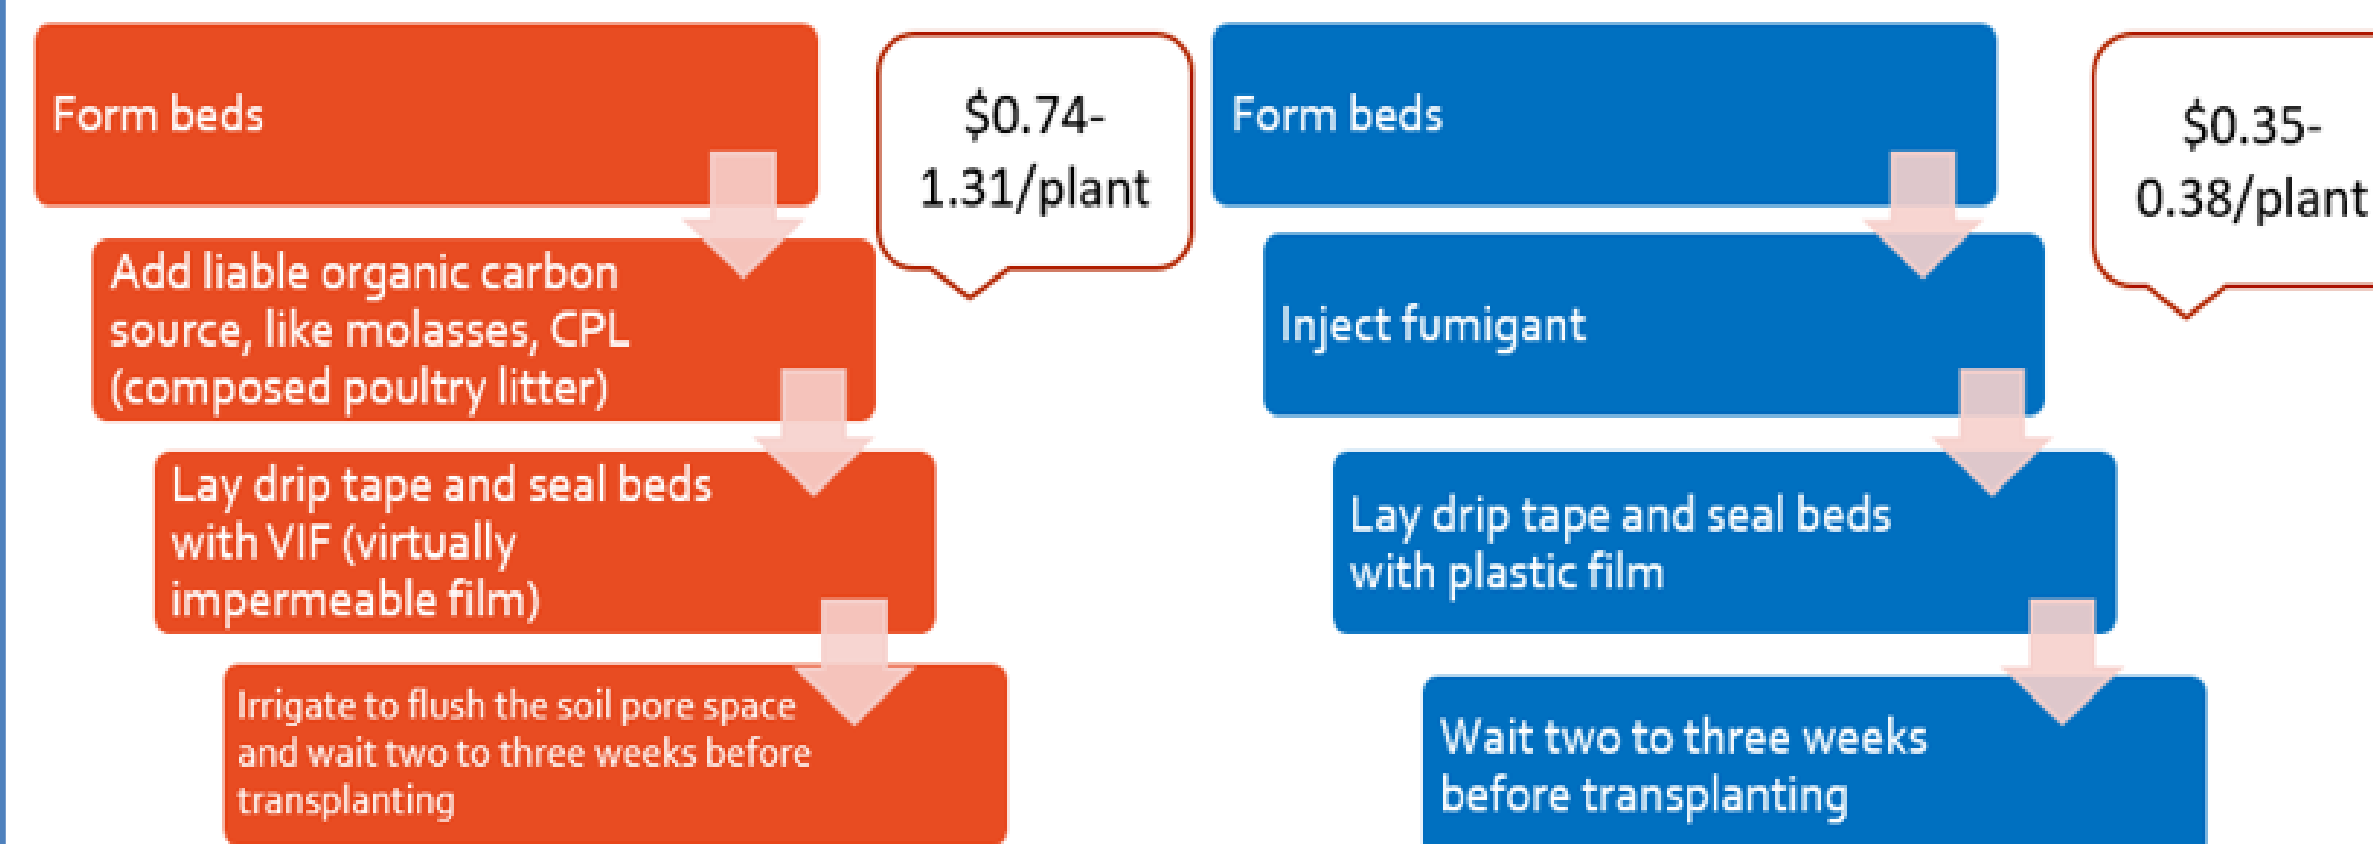 Form beds
$0.74-
1.31/plant
Add liable organic carbon
source, like molasses, CPL
(composed poultry litter)
Lay drip tape and seal beds
with VIF (virtually
impermeable film)
Irrigate to flush the soil pore space
and wait two to three weeks before
transplanting
Form beds
$0.35-
0.38/plant
Inject fumigant
Lay drip tape and seal beds
with plastic film
Wait two to three weeks
before transplanting